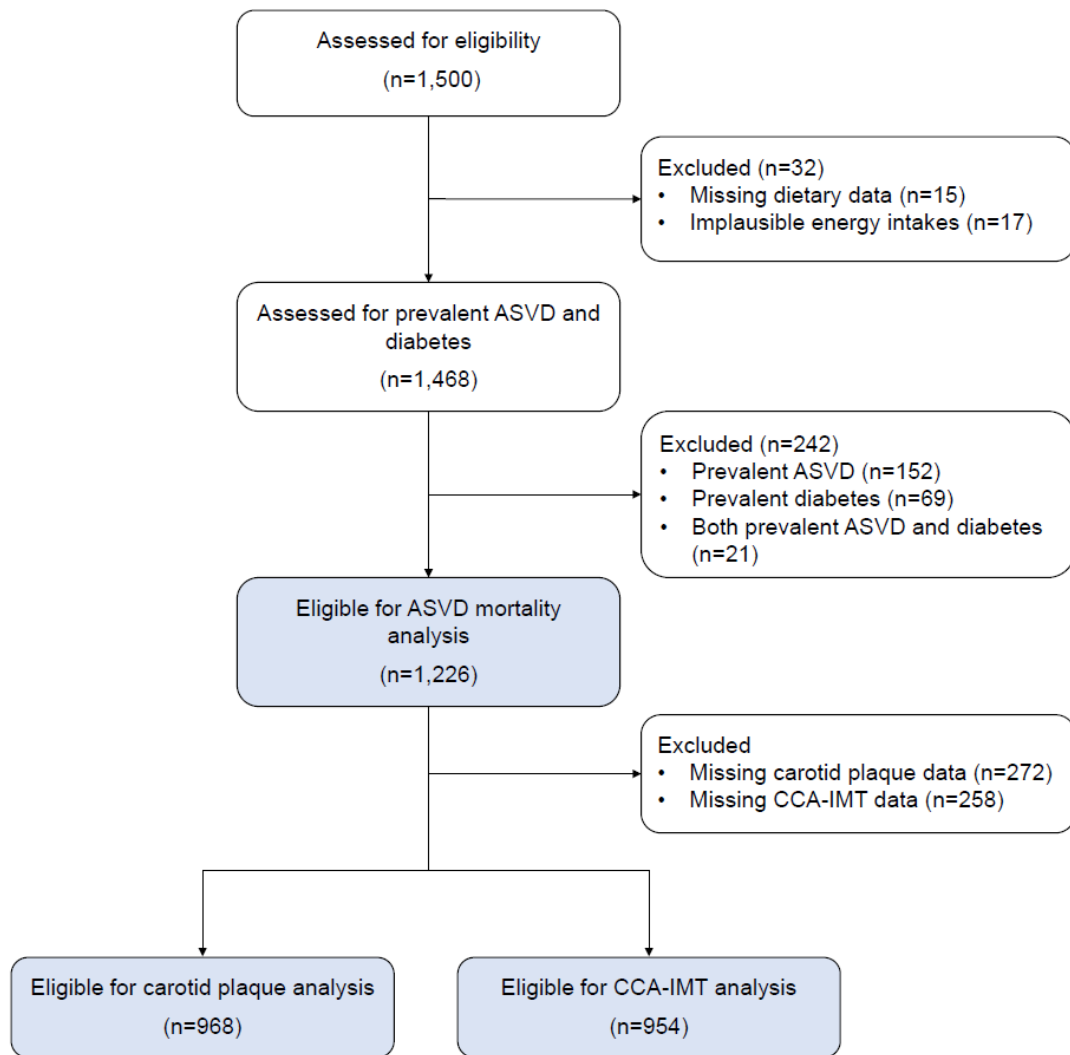 Assessed for eligibility
(n=1,500)
Excluded (n=32)
• Missing dietary data (n=15)
• Implausible energy intakes (n=17)
Assessed for prevalent ASVD and
diabetes
(n=1,468)
Excluded (n=242)
• Prevalent ASVD (n=152)
• Prevalent diabetes (n=69)
• Both prevalent ASVD and diabetes
(n=21)
Eligible for ASVD mortality
analysis
(n=1,226)
Excluded
• Missing carotid plaque data (n=272)
• Missing CCA-IMT data (n=258)
Eligible for carotid plaque analysis
(n=968)
Eligible for CCA-IMT analysis
(n=954)